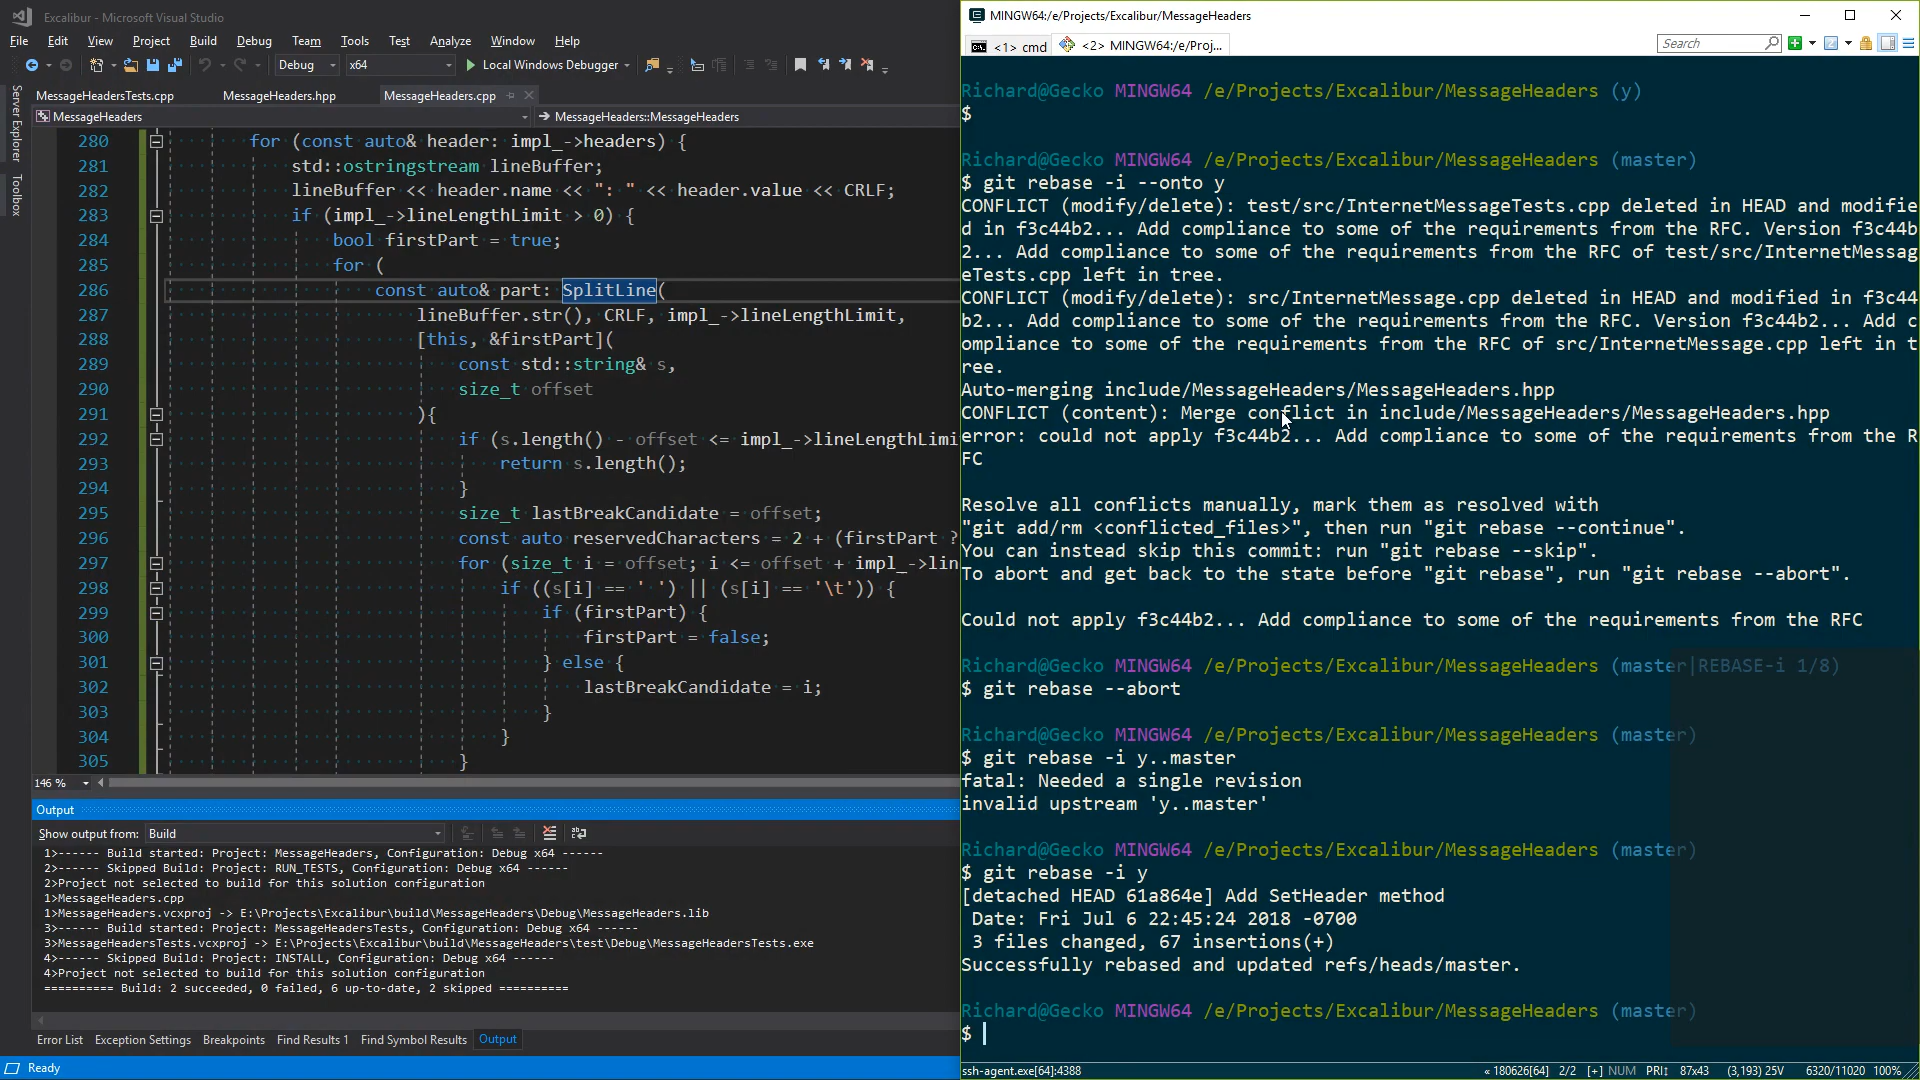 Excalibur - Microsoft Visual Studio
File Edit View Project Build Debug Team Tools Test Analyze Window Help
Debug x64 Local Windows Debugger
Server Explorer
Toolbox
MessageHeadersTests.cpp MessageHeaders.hpp MessageHeaders.cpp
MessageHeaders MessageHeaders::MessageHeaders
280 for (const auto& header: impl_->headers) {
281 std::ostringstream lineBuffer;
282 lineBuffer << header.name << ": " << header.value << CRLF;
283 if (impl_->lineLengthLimit > 0) {
284 bool firstPart = true;
285 for (
286 const auto& part: SplitLine(
287 lineBuffer.str(), CRLF, impl_->lineLengthLimit,
288 [this, &firstPart](
289 const std::string& s,
290 size_t offset
291 ){
292 if (s.length() - offset <= impl_->lineLengthLimi
293 return s.length();
294 }
295 size_t lastBreakCandidate = offset;
296 const auto reservedCharacters = 2 + (firstPart ?
297 for (size_t i = offset; i <= offset + impl_->lin
298 if ((s[i] == ' ') || (s[i] == '\t')) {
299 if (firstPart) {
300 firstPart = false;
301 } else {
302 lastBreakCandidate = i;
303 }
304 }
305 }
146 %
Output
Show output from: Build
1>------ Build started: Project: MessageHeaders, Configuration: Debug x64 ------
2>------ Skipped Build: Project: RUN_TESTS, Configuration: Debug x64 ------
2>Project not selected to build for this solution configuration
1>MessageHeaders.cpp
1>MessageHeaders.vcxproj -> E:\Projects\Excalibur\build\MessageHeaders\Debug\MessageHeaders.lib
3>------ Build started: Project: MessageHeadersTests, Configuration: Debug x64 ------
3>MessageHeadersTests.vcxproj -> E:\Projects\Excalibur\build\MessageHeaders\test\Debug\MessageHeadersTests.exe
4>------ Skipped Build: Project: INSTALL, Configuration: Debug x64 ------
4>Project not selected to build for this solution configuration
========== Build: 2 succeeded, 0 failed, 6 up-to-date, 2 skipped ==========
Error List Exception Settings Breakpoints Find Results 1 Find Symbol Results Output
Ready
MINGW64:/e/Projects/Excalibur/MessageHeaders
<1> cmd <2> MINGW64:/e/Proj... Search
Richard@Gecko MINGW64 /e/Projects/Excalibur/MessageHeaders (y)
$
Richard@Gecko MINGW64 /e/Projects/Excalibur/MessageHeaders (master)
$ git rebase -i --onto y
CONFLICT (modify/delete): test/src/InternetMessageTests.cpp deleted in HEAD and modifie
d in f3c44b2... Add compliance to some of the requirements from the RFC. Version f3c44b
2... Add compliance to some of the requirements from the RFC of test/src/InternetMessag
eTests.cpp left in tree.
CONFLICT (modify/delete): src/InternetMessage.cpp deleted in HEAD and modified in f3c44
b2... Add compliance to some of the requirements from the RFC. Version f3c44b2... Add c
ompliance to some of the requirements from the RFC of src/InternetMessage.cpp left in t
ree.
Auto-merging include/MessageHeaders/MessageHeaders.hpp
CONFLICT (content): Merge conflict in include/MessageHeaders/MessageHeaders.hpp
error: could not apply f3c44b2... Add compliance to some of the requirements from the R
FC
Resolve all conflicts manually, mark them as resolved with
"git add/rm <conflicted_files>", then run "git rebase --continue".
You can instead skip this commit: run "git rebase --skip".
To abort and get back to the state before "git rebase", run "git rebase --abort".
Could not apply f3c44b2... Add compliance to some of the requirements from the RFC
Richard@Gecko MINGW64 /e/Projects/Excalibur/MessageHeaders (master|REBASE-i 1/8)
$ git rebase --abort
Richard@Gecko MINGW64 /e/Projects/Excalibur/MessageHeaders (master)
$ git rebase -i y..master
fatal: Needed a single revision
invalid upstream 'y..master'
Richard@Gecko MINGW64 /e/Projects/Excalibur/MessageHeaders (master)
$ git rebase -i y
[detached HEAD 61a864e] Add SetHeader method
Date: Fri Jul 6 22:45:24 2018 -0700
3 files changed, 67 insertions(+)
Successfully rebased and updated refs/heads/master.
Richard@Gecko MINGW64 /e/Projects/Excalibur/MessageHeaders (master)
$
ssh-agent.exe[64]:4388 « 180626[64] 2/2 [+] NUM PRI↕ 87x43 (3,193) 25V 6320/11020 100%